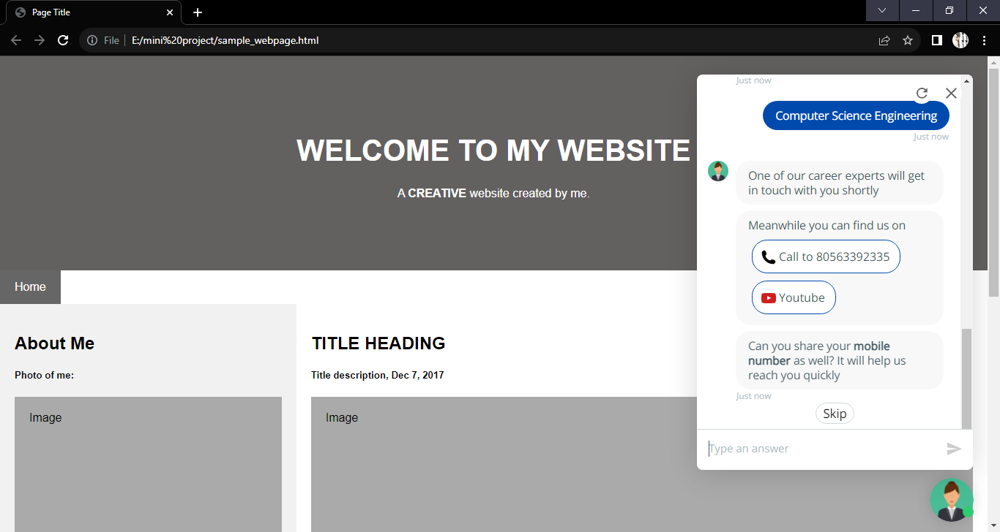 Page Title
File
E:/mini%20project/sample_webpage.html
WELCOME TO MY WEBSITE
A CREATIVE website created by me.
Home
About Me
Photo of me:
Image
TITLE HEADING
Title description, Dec 7, 2017
Image
Just now
Computer Science Engineering
Just now
One of our career experts will get
in touch with you shortly
Meanwhile you can find us on
Call to 80563392335
Youtube
Can you share your mobile
number as well? It will help us
reach you quickly
Just now
Skip
Type an answer